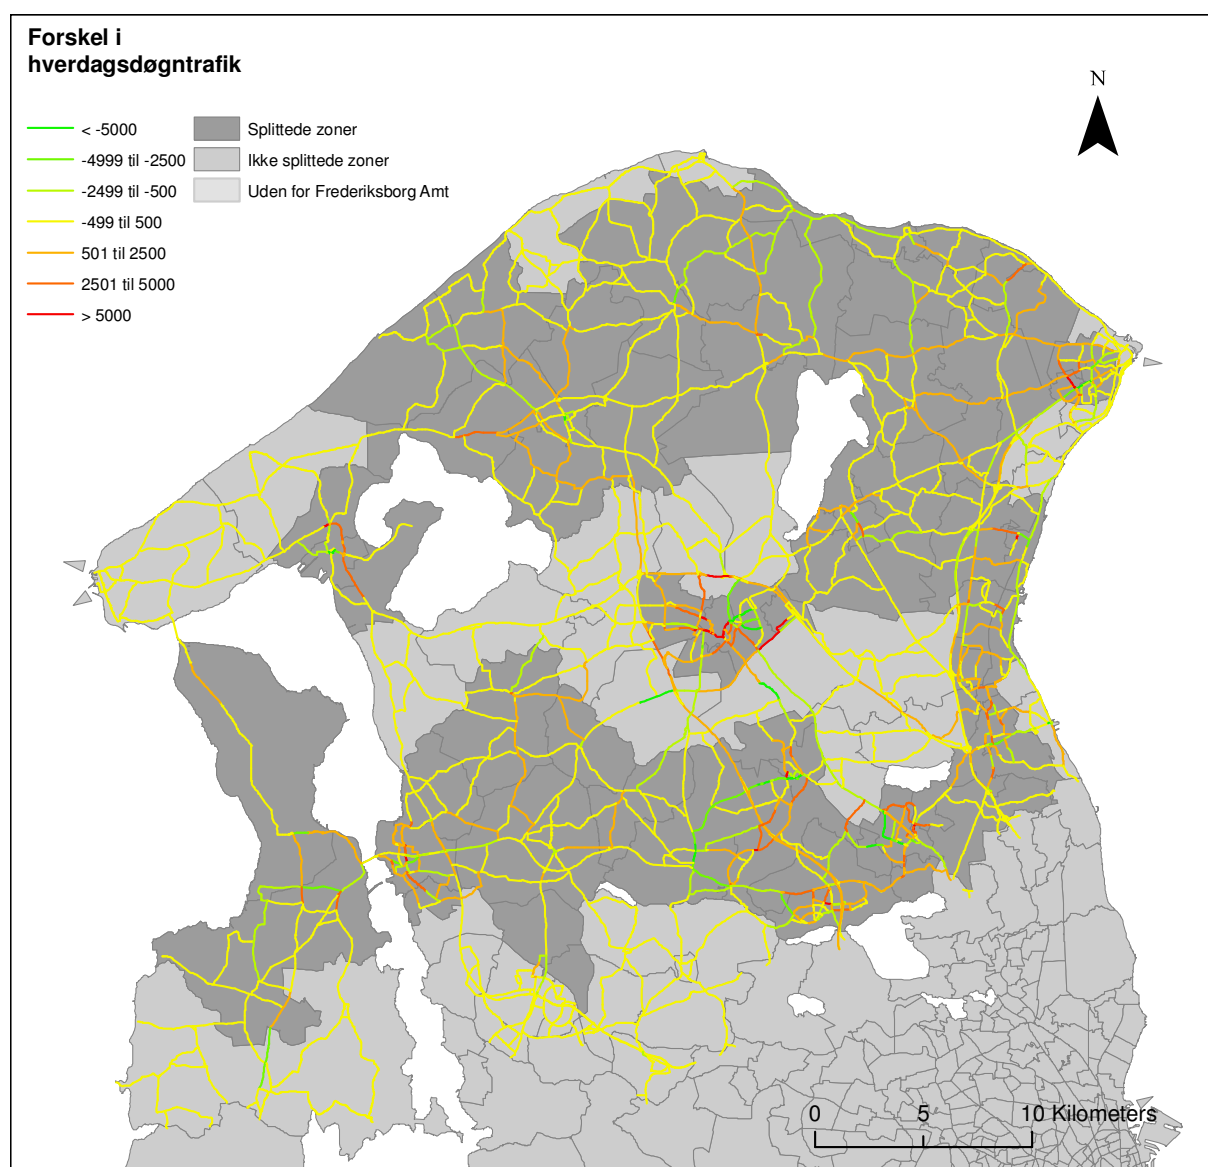 Forskel i
hverdagsdøgntrafik
N
< -5000
-4999 til -2500
-2499 til -500
-499 til 500
501 til 2500
2501 til 5000
> 5000
Splittede zoner
Ikke splittede zoner
Uden for Frederiksborg Amt
0 5 10 Kilometers